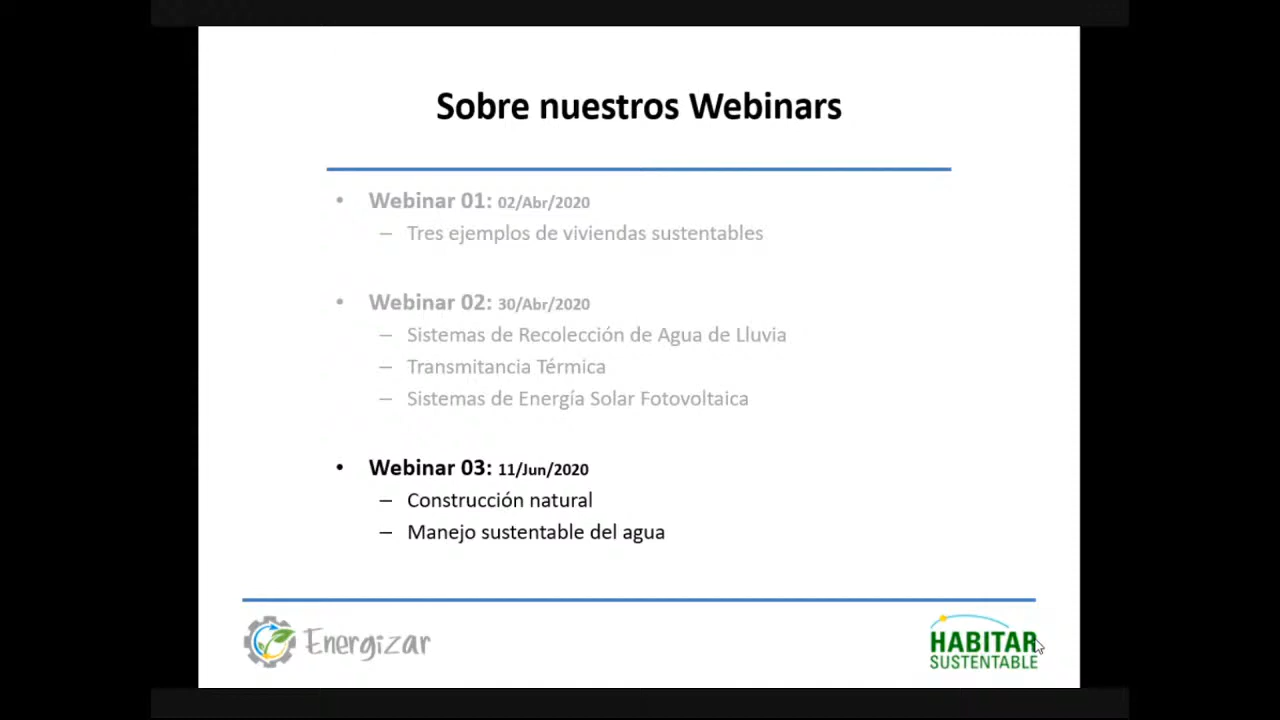 Sobre nuestros Webinars
• Webinar 01: 02/Abr/2020
– Tres ejemplos de viviendas sustentables
• Webinar 02: 30/Abr/2020
– Sistemas de Recolección de Agua de Lluvia
– Transmitancia Térmica
– Sistemas de Energía Solar Fotovoltaica
• Webinar 03: 11/Jun/2020
– Construcción natural
– Manejo sustentable del agua
Energizar
HABITAR
SUSTENTABLE